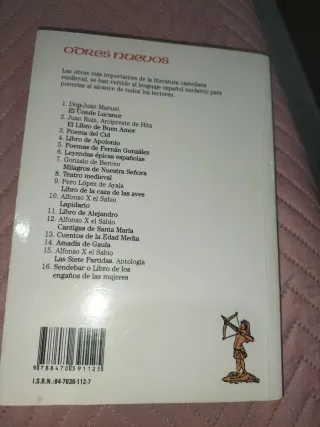 ODRES NUEVOS
Las obras más importantes de la literatura castellana
medieval, se han vertido al lenguaje español moderno para
ponerlas al alcance de todos los lectores.
1. Don Juan Manuel
El Conde Lucanor
2. Juan Ruiz, Arcipreste de Hita
El Libro de Buen Amor
3. Poema del Cid
4. Libro de Apolonio
5. Poemas de Fernán González
6. Leyendas épicas españolas
7. Gonzalo de Berceo
Milagros de Nuestra Señora
8. Teatro medieval
9. Pero López de Ayala
Libro de la caza de las aves
10. Alfonso X el Sabio
Lapidario
11. Libro de Alejandro
12. Alfonso X el Sabio
Cantigas de Santa María
13. Cuentos de la Edad Media
14. Amadís de Gaula
15. Alfonso X el Sabio
Las Siete Partidas. Antología
16. Sendebar o Libro de los
engaños de las mujeres
9 788470 391125
I.S.B.N.: 84-7039-112-7